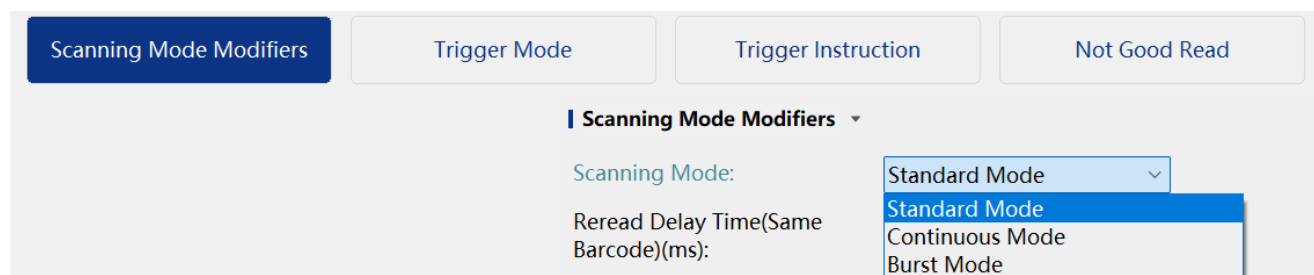 Scanning Mode Modifiers
Trigger Mode
Trigger Instruction
Not Good Read
Scanning Mode Modifiers
Scanning Mode:
Standard Mode
Standard Mode
Reread Delay Time(Same
Barcode)(ms):
Continuous Mode
Burst Mode